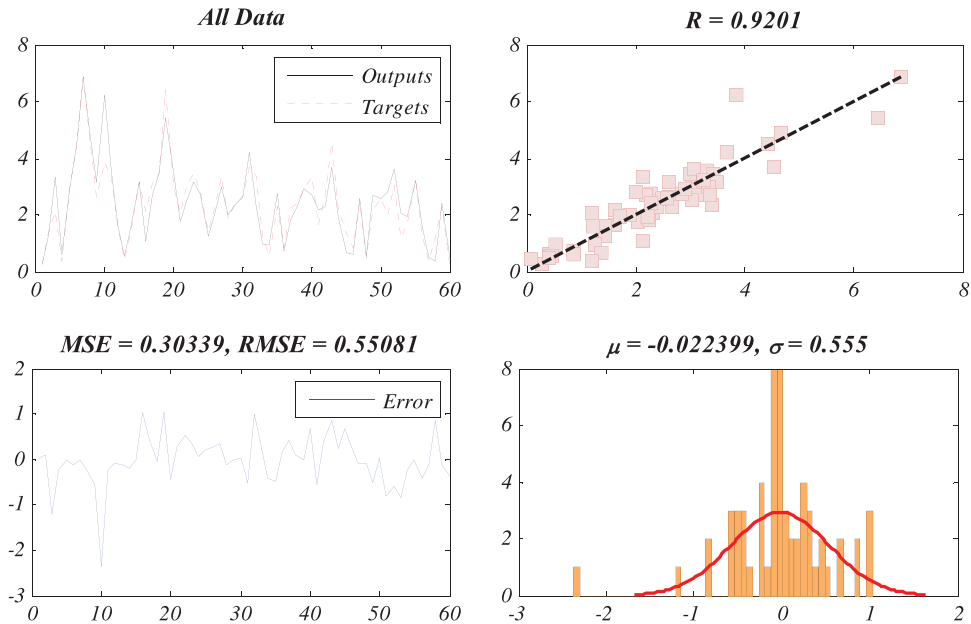 All Data
8
6
4
2
0
0 10 20 30 40 50 60
Outputs
Targets
R = 0.9201
8
6
4
2
0
0 2 4 6 8
MSE = 0.30339, RMSE = 0.55081
2
1
0
-1
-2
-3
0 10 20 30 40 50 60
Error
μ = -0.022399, σ = 0.555
8
6
4
2
0
-3 -2 -1 0 1 2